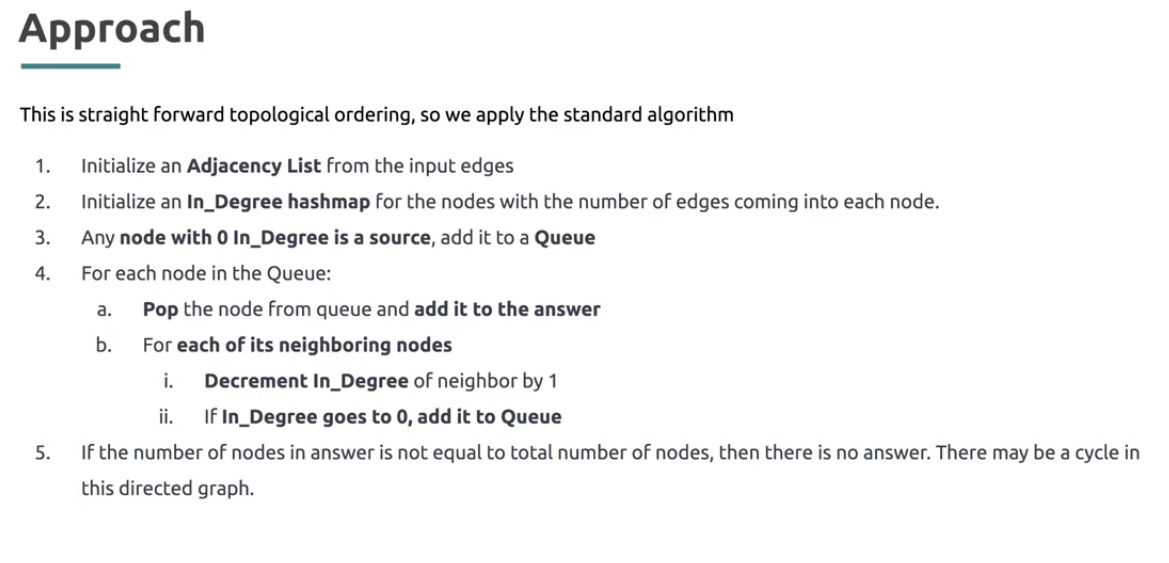 Approach
This is straight forward topological ordering, so we apply the standard algorithm
1. Initialize an Adjacency List from the input edges
2. Initialize an In_Degree hashmap for the nodes with the number of edges coming into each node.
3. Any node with 0 In_Degree is a source, add it to a Queue
4. For each node in the Queue:
a. Pop the node from queue and add it to the answer
b. For each of its neighboring nodes
i. Decrement In_Degree of neighbor by 1
ii. If In_Degree goes to 0, add it to Queue
5. If the number of nodes in answer is not equal to total number of nodes, then there is no answer. There may be a cycle in
this directed graph.